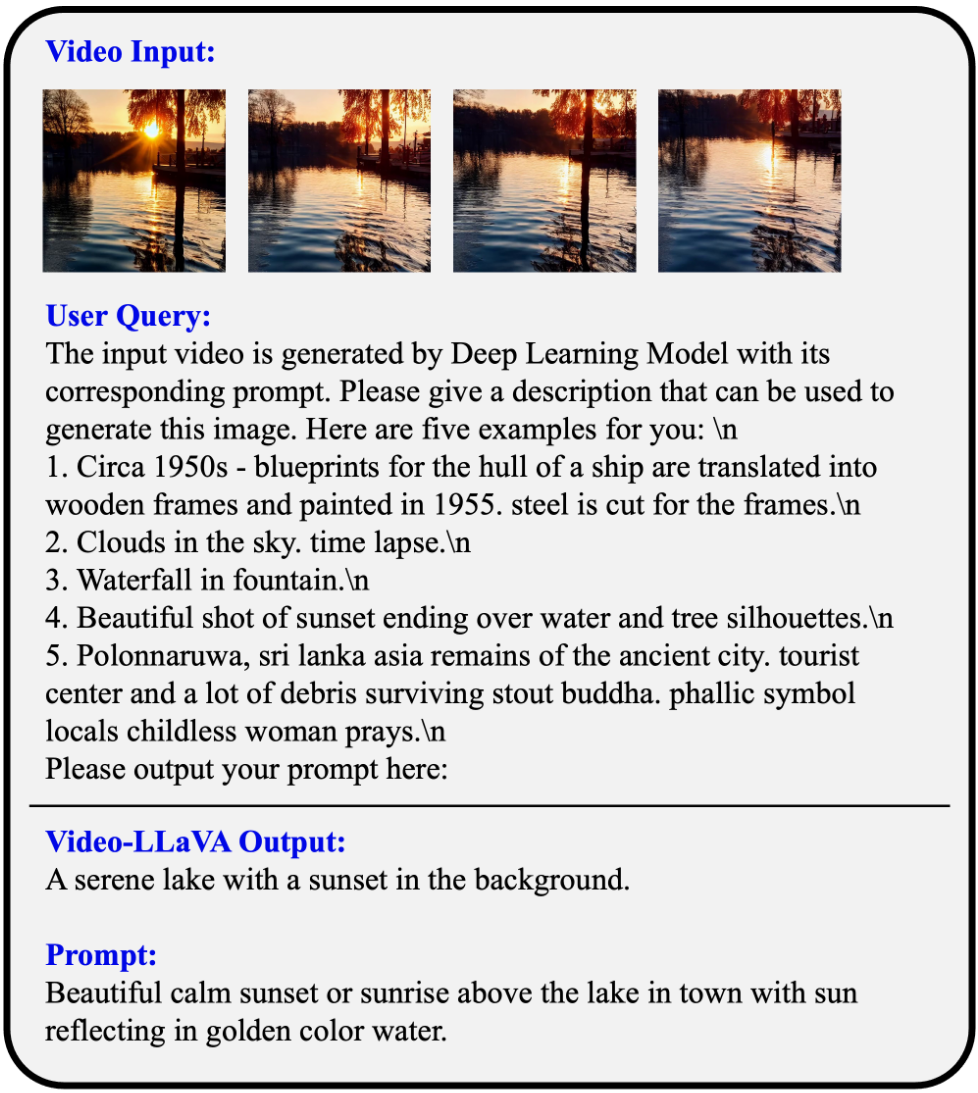 Video Input:
User Query:
The input video is generated by Deep Learning Model with its
corresponding prompt. Please give a description that can be used to
generate this image. Here are five examples for you: \n
1. Circa 1950s - blueprints for the hull of a ship are translated into
wooden frames and painted in 1955. steel is cut for the frames.\n
2. Clouds in the sky. time lapse.\n
3. Waterfall in fountain.\n
4. Beautiful shot of sunset ending over water and tree silhouettes.\n
5. Polonnaruwa, sri lanka asia remains of the ancient city. tourist
center and a lot of debris surviving stout buddha. phallic symbol
locals childless woman prays.\n
Please output your prompt here:
Video-LLaVA Output:
A serene lake with a sunset in the background.
Prompt:
Beautiful calm sunset or sunrise above the lake in town with sun
reflecting in golden color water.